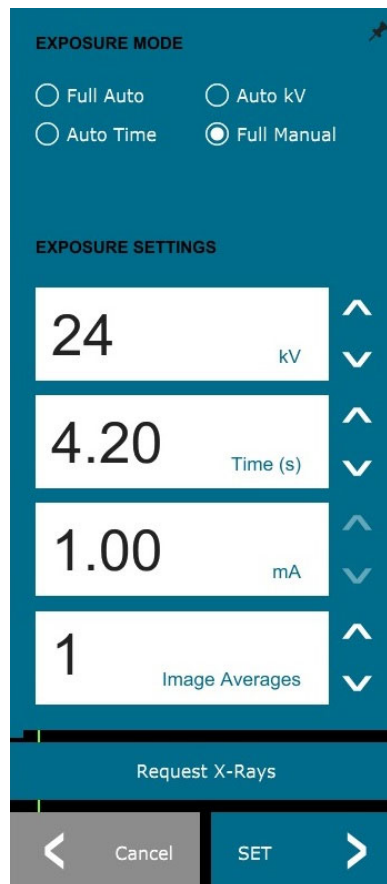 EXPOSURE MODE
Full Auto Auto kV
Auto Time Full Manual
EXPOSURE SETTINGS
24 kV
4.20 Time (s)
1.00 mA
1 Image Averages
Request X-Rays
Cancel SET